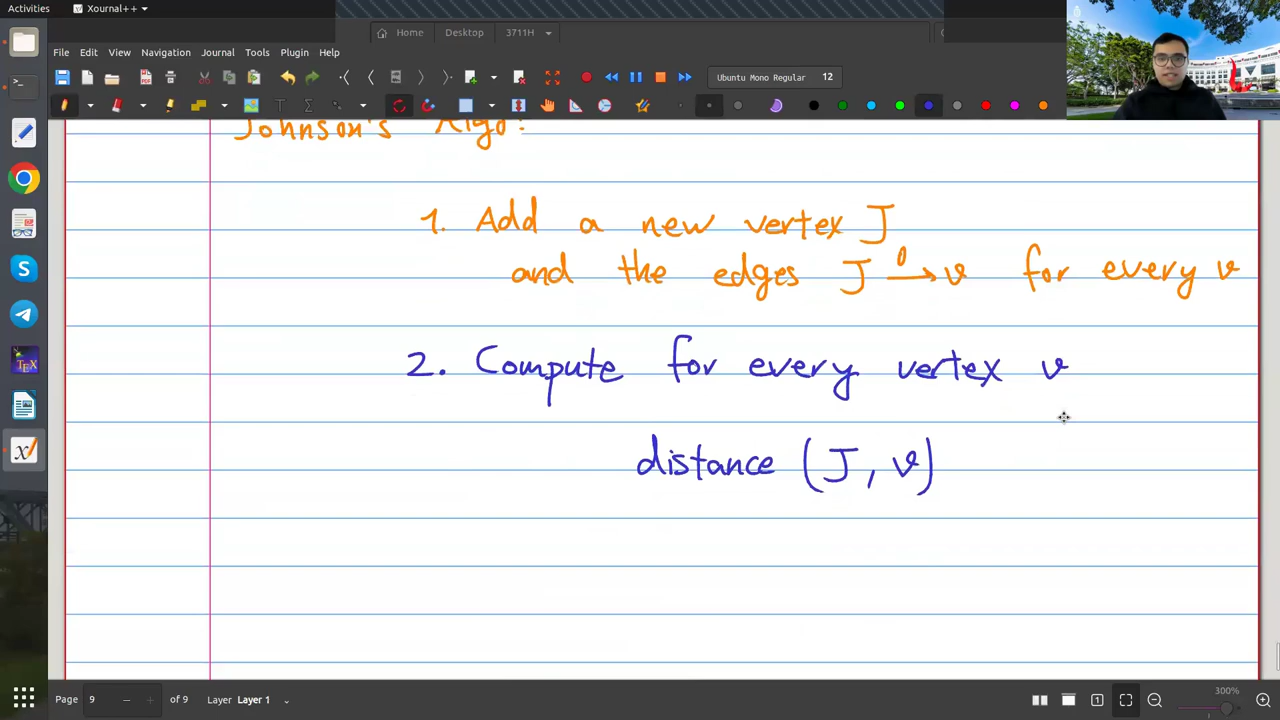 Activities
Xournal++
Home
Desktop
3711H
File Edit View Navigation Journal Tools Plugin Help
Ubuntu Mono Regular 12
Johnson's Algo:
1. Add a new vertex J
and the edges J 0→ v for every v
2. Compute for every vertex v
distance (J, v)
Page 9 of 9 Layer Layer 1
300%